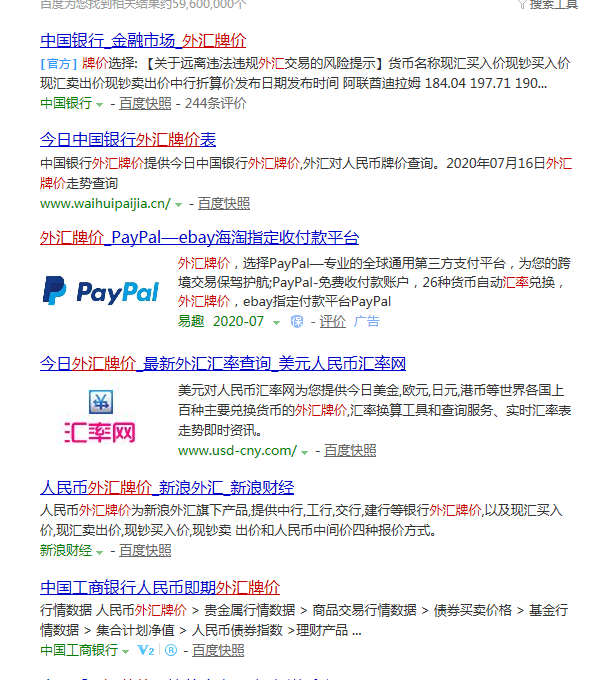 百度为您找到相关结果约59,600,000个
搜索工具
中国银行_金融市场_外汇牌价
[官方] 牌价选择: 【关于远离违法违规外汇交易的风险提示】货币名称现汇买入价现钞买入价
现汇卖出价现钞卖出价中行折算价发布日期发布时间 阿联酋迪拉姆 184.04 197.71 190...
中国银行 - 百度快照 - 244条评价
今日中国银行外汇牌价表
中国银行外汇牌价提供今日中国银行外汇牌价,外汇对人民币牌价查询。2020年07月16日外汇
牌价走势查询
www.waihuipaijia.cn/ - 百度快照
外汇牌价_PayPal—ebay海淘指定收付款平台
PayPal
外汇牌价，选择PayPal—专业的全球通用第三方支付平台，为您的跨
境交易保驾护航;PayPal-免费收付款账户，26种货币自动汇率兑换，
外汇牌价，ebay指定付款平台PayPal
易趣 2020-07 保 - 评价 广告
今日外汇牌价_最新外汇汇率查询_美元人民币汇率网
汇率网
美元对人民币汇率网为您提供今日美金,欧元,日元,港币等世界各国上
百种主要兑换货币的外汇牌价,汇率换算工具和查询服务、实时汇率表
走势即时资讯。
www.usd-cny.com/ - 百度快照
人民币外汇牌价_新浪外汇_新浪财经
人民币外汇牌价为新浪外汇旗下产品,提供中行,工行,交行,建行等银行外汇牌价,以及现汇买入
价,现汇卖出价,现钞买入价,现钞卖 出价和人民币中间价四种报价方式。
新浪财经 - 百度快照
中国工商银行人民币即期外汇牌价
行情数据 人民币外汇牌价 > 贵金属行情数据 > 商品交易行情数据 > 债券买卖价格 > 基金行
情数据 > 集合计划净值 > 人民币债券指数 >理财产品 ...
中国工商银行 V2 ® - 百度快照